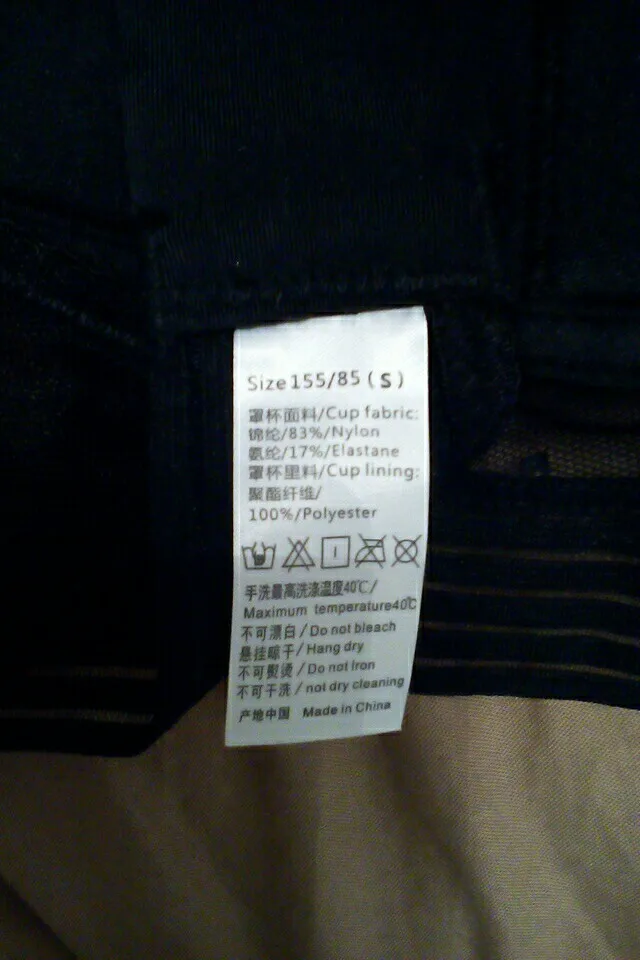 Size 155/85 (S)
罩杯面料/Cup fabric:
锦纶/83%/Nylon
氨纶/17%/Elastane
罩杯里料/Cup lining:
聚酯纤维/
100%/Polyester
手洗最高洗涤温度40℃/
Maximum temperature40℃
不可漂白/Do not bleach
悬挂晾干/Hang dry
不可熨烫/Do not Iron
不可干洗/not dry cleaning
产地中国 Made in China